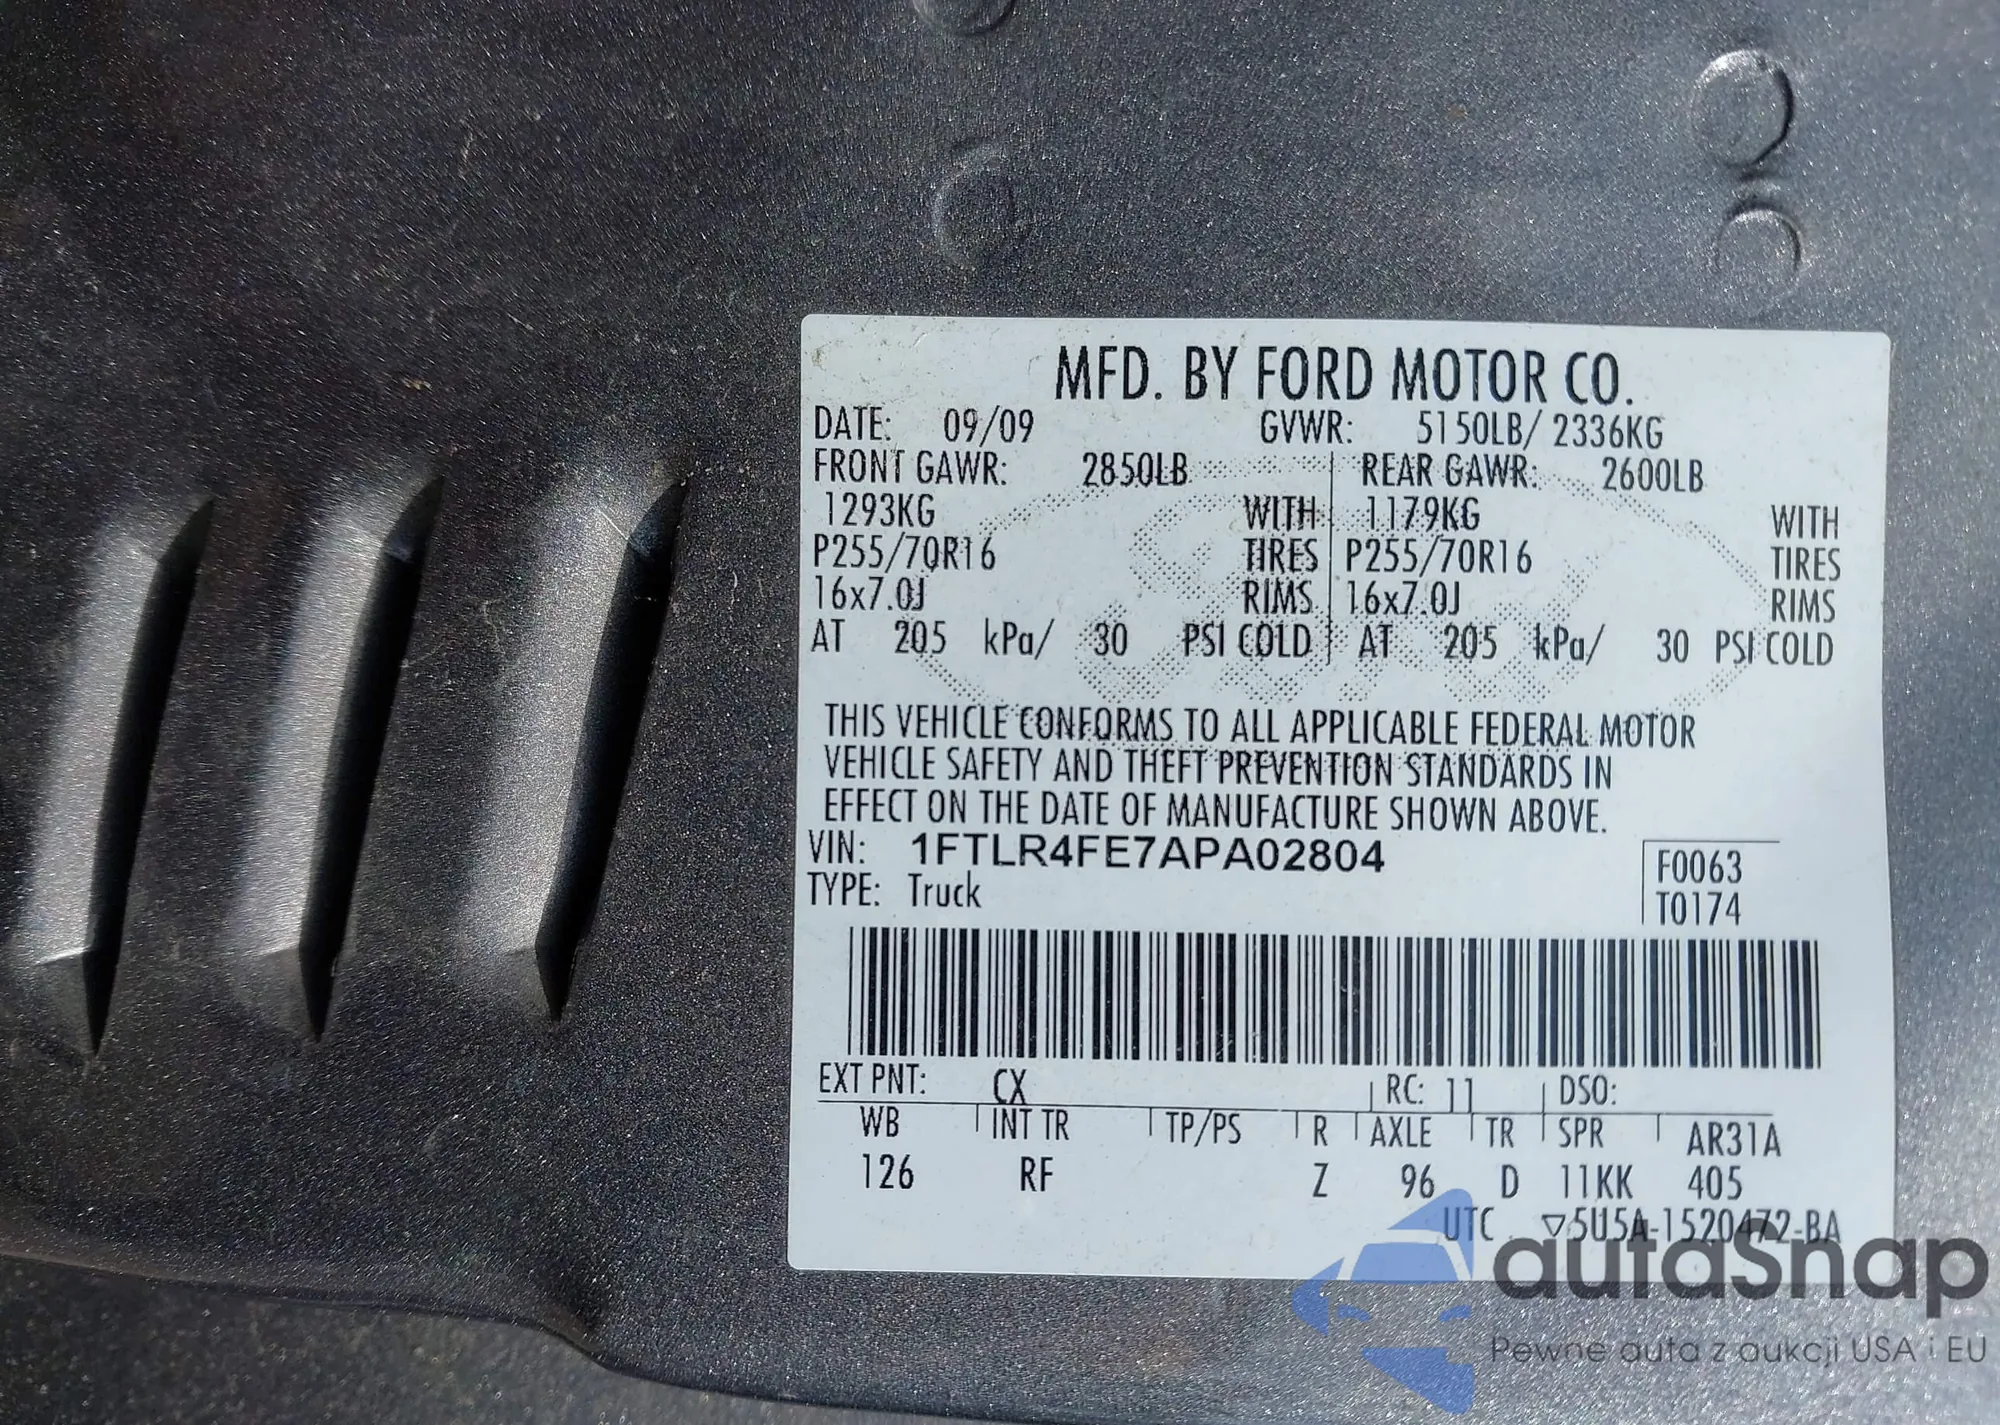 MFD. BY FORD MOTOR CO.
DATE: 09/09 GVWR: 5150LB/ 2336KG
FRONT GAWR: 2850LB REAR GAWR: 2600LB
1293KG WITH 1179KG WITH
P255/70R16 TIRES P255/70R16 TIRES
16x7.0J RIMS 16x7.0J RIMS
AT 205 kPa/ 30 PSI COLD AT 205 kPa/ 30 PSI COLD
THIS VEHICLE CONFORMS TO ALL APPLICABLE FEDERAL MOTOR
VEHICLE SAFETY AND THEFT PREVENTION STANDARDS IN
EFFECT ON THE DATE OF MANUFACTURE SHOWN ABOVE.
VIN: 1FTLR4FE7APA02804 F0063
TYPE: Truck T0174
EXT PNT: CX RC: 11 DSO:
WB INT TR TP/PS R AXLE TR SPR AR31A
126 RF Z 96 D 11KK 405
UTC ▽5U5A-1520472-BA
autoSnap
Pewne auta z aukcji USA i EU